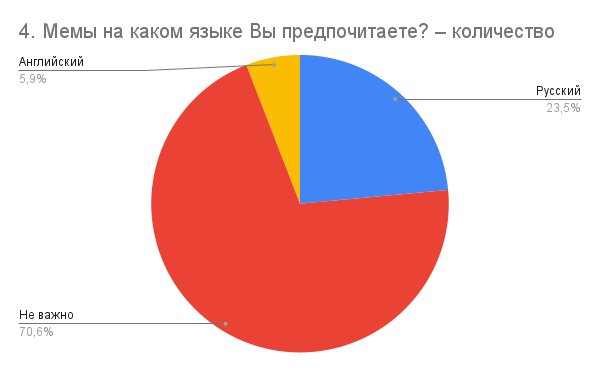 4. Мемы на каком языке Вы предпочитаете? – количество
Английский
5,9%
Русский
23,5%
Не важно
70,6%